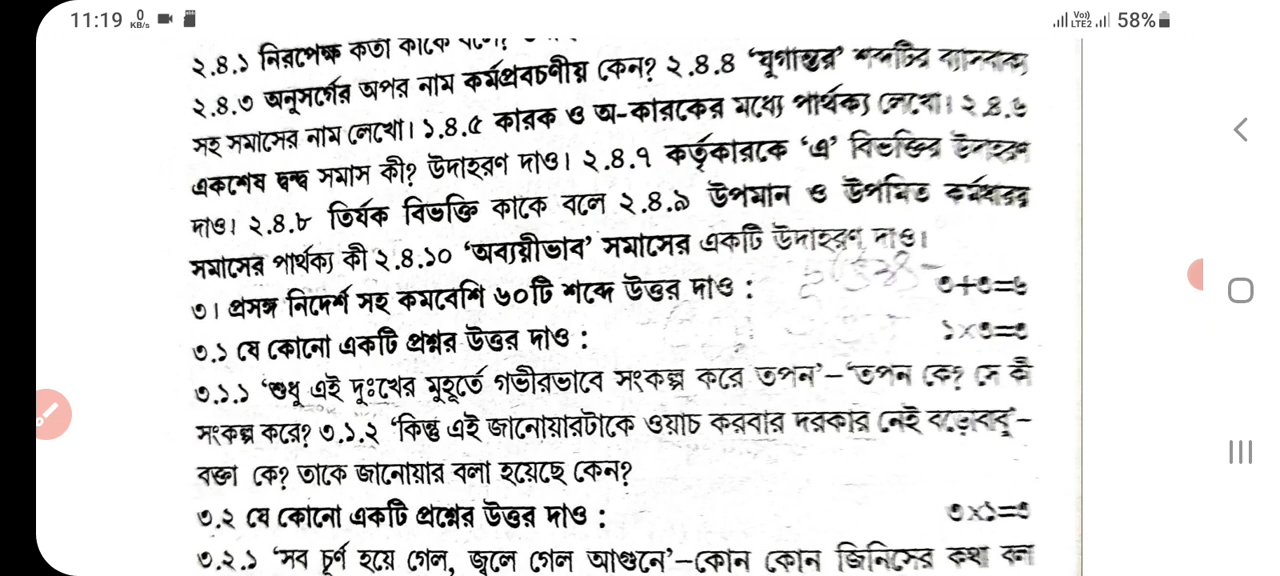 11:19 0 KB/s Vo) LTE2 58%
২.৪.১ নিরপেক্ষ কর্তা কাকে বলে?
২.৪.৩ অনুসর্গের অপর নাম কর্মপ্রবচণীয় কেন? ২.৪.৪ ‘যুগান্তর’ শব্দটির ব্যাসবাক্য
সহ সমাসের নাম লেখো। ১.৪.৫ কারক ও অ-কারকের মধ্যে পার্থক্য লেখো। ২.৪.৬
একশেষ দ্বন্দ্ব সমাস কী? উদাহরণ দাও। ২.৪.৭ কর্তৃকারকে ‘এ’ বিভক্তির উদাহরণ
দাও। ২.৪.৮ তির্যক বিভক্তি কাকে বলে ২.৪.৯ উপমান ও উপমিত কর্মধারয়
সমাসের পার্থক্য কী ২.৪.১০ ‘অব্যয়ীভাব’ সমাসের একটি উদাহরণ দাও।
৩। প্রসঙ্গ নিদের্শ সহ কমবেশি ৬০টি শব্দে উত্তর দাও : ৩+৩=৬
৩.১ যে কোনো একটি প্রশ্নর উত্তর দাও : ১×৩=৩
৩.১.১ ‘শুধু এই দুঃখের মুহূর্তে গভীরভাবে সংকল্প করে তপন’–‘তপন কে? সে কী
সংকল্প করে? ৩.১.২ ‘কিন্তু এই জানোয়ারটাকে ওয়াচ করবার দরকার নেই বড়োবাবু’–
বক্তা কে? তাকে জানোয়ার বলা হয়েছে কেন?
৩.২ যে কোনো একটি প্রশ্নের উত্তর দাও : ৩×১=৩
৩.২.১ ‘সব চূর্ণ হয়ে গেল, জ্বলে গেল আগুনে’–কোন কোন জিনিসের কথা বলা